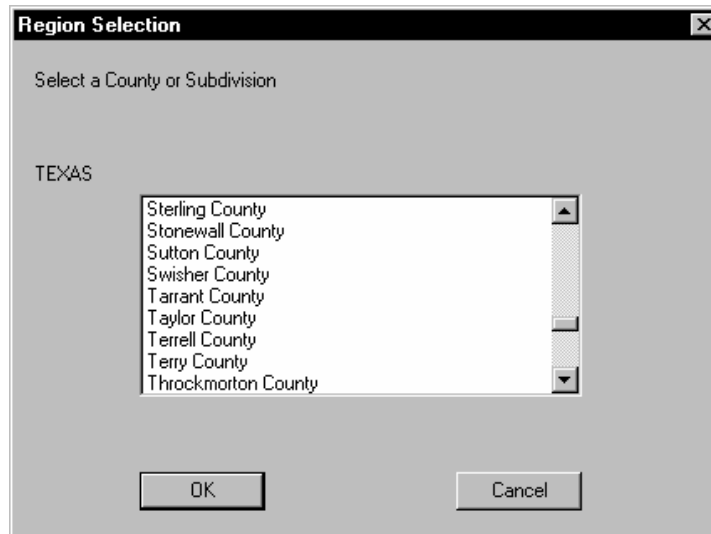 Region Selection
Select a County or Subdivision
TEXAS
Sterling County
Stonewall County
Sutton County
Swisher County
Tarrant County
Taylor County
Terrell County
Terry County
Throckmorton County
OK Cancel